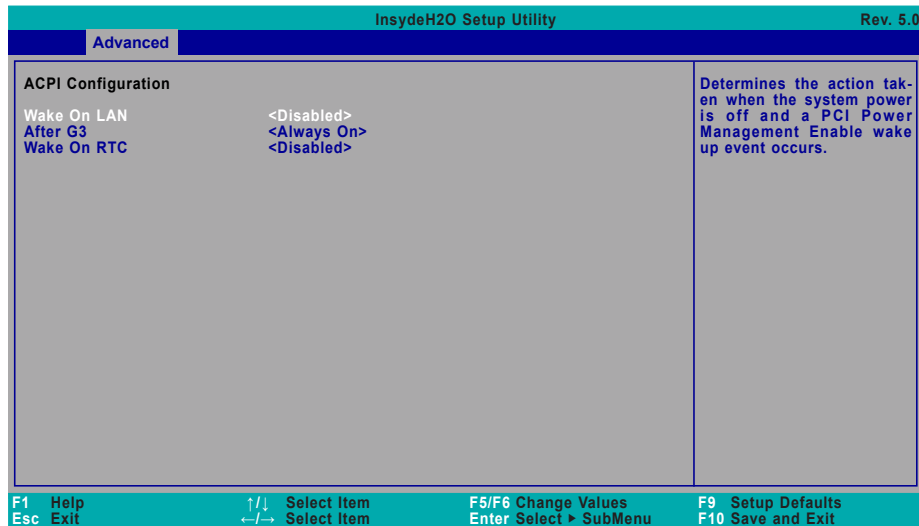 InsydeH2O Setup Utility Rev. 5.0
Advanced
ACPI Configuration
Wake On LAN <Disabled>
After G3 <Always On>
Wake On RTC <Disabled>
Determines the action tak-
en when the system power
is off and a PCI Power
Management Enable wake
up event occurs.
F1 Help ↑/↓ Select Item F5/F6 Change Values F9 Setup Defaults
Esc Exit ←/→ Select Item Enter Select ▶ SubMenu F10 Save and Exit